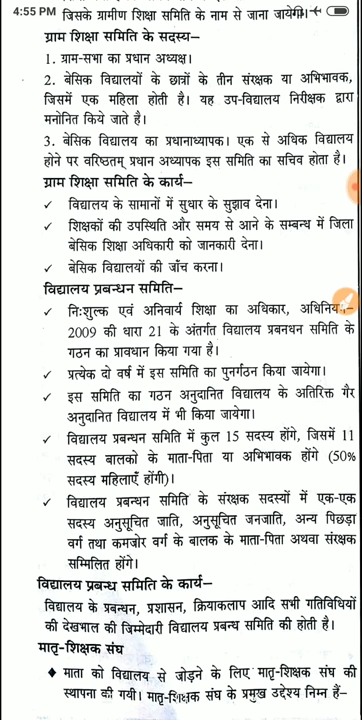 4:55 PM
जिसके ग्रामीण शिक्षा समिति के नाम से जाना जायेगी।
ग्राम शिक्षा समिति के सदस्य–
1. ग्राम-सभा का प्रधान अध्यक्ष।
2. बेसिक विद्यालयों के छात्रों के तीन संरक्षक या अभिभावक,
जिसमें एक महिला होती है। यह उप-विद्यालय निरीक्षक द्वारा
मनोनित किये जाते है।
3. बेसिक विद्यालय का प्रधानाध्यापक। एक से अधिक विद्यालय
होने पर वरिष्ठतम् प्रधान अध्यापक इस समिति का सचिव होता है।
ग्राम शिक्षा समिति के कार्य–
✓ विद्यालय के सामानों में सुधार के सुझाव देना।
✓ शिक्षकों की उपस्थिति और समय से आने के सम्बन्ध में जिला
बेसिक शिक्षा अधिकारी को जानकारी देना।
✓ बेसिक विद्यालयों की जाँच करना।
विद्यालय प्रबन्धन समिति–
✓ निःशुल्क एवं अनिवार्य शिक्षा का अधिकार,
2009 की धारा 21 के अंतर्गत विद्यालय प्रबनधन समिति के
गठन का प्रावधान किया गया है।
✓ प्रत्येक दो वर्ष में इस समिति का पुनर्गठन किया जायेगा।
✓ इस समिति का गठन अनुदानित विद्यालय के अतिरिक्त गैर
अनुदानित विद्यालय में भी किया जायेगा।
✓ विद्यालय प्रबन्धन समिति में कुल 15 सदस्य होंगे, जिसमें 11
सदस्य बालको के माता-पिता या अभिभावक होंगे (50%
सदस्य महिलाएँ होंगी)।
✓ विद्यालय प्रबन्धन समिति के संरक्षक सदस्यों में एक-एक
सदस्य अनुसूचित जाति, अनुसूचित जनजाति, अन्य पिछड़ा
वर्ग तथा कमजोर वर्ग के बालक के माता-पिता अथवा संरक्षक
सम्मिलित होंगे।
विद्यालय प्रबन्ध समिति के कार्य–
विद्यालय के प्रबन्धन, प्रशासन, क्रियाकलाप आदि सभी गतिविधियों
की देखभाल की जिम्मेदारी विद्यालय प्रबन्ध समिति की होती है।
मातृ-शिक्षक संघ
◆ माता को विद्यालय से जोड़ने के लिए मातृ-शिक्षक संघ की
स्थापना की गयी। मातृ-शिक्षक संघ के प्रमुख उद्देश्य निम्न हैं–